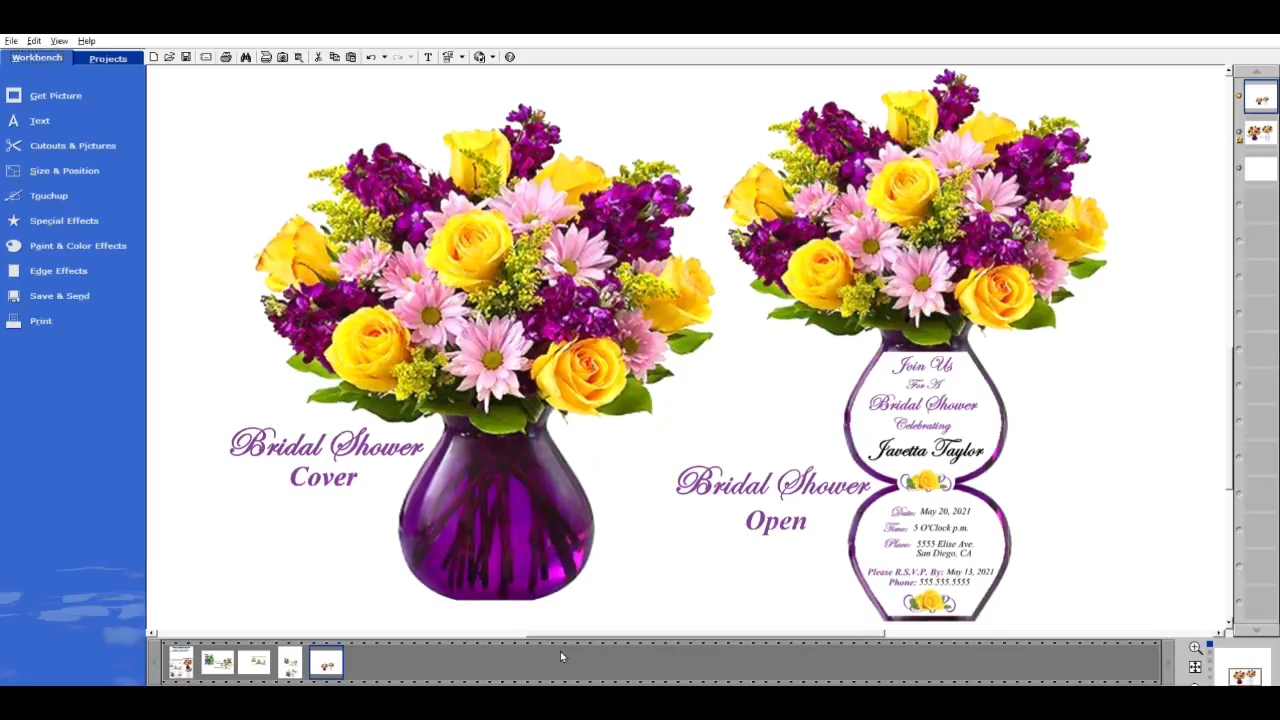 File Edit View Help
Workbench Projects
Get Picture
Text
Cutouts & Pictures
Size & Position
Touchup
Special Effects
Paint & Color Effects
Edge Effects
Save & Send
Print
Bridal Shower
Cover
Bridal Shower
Open
Join Us
For A
Bridal Shower
Celebrating
Javetta Taylor
Date: May 20, 2021
Time: 5 O'Clock p.m.
Place: 5555 Elise Ave.
San Diego, CA
Please R.S.V.P. By: May 13, 2021
Phone: 555.555.5555